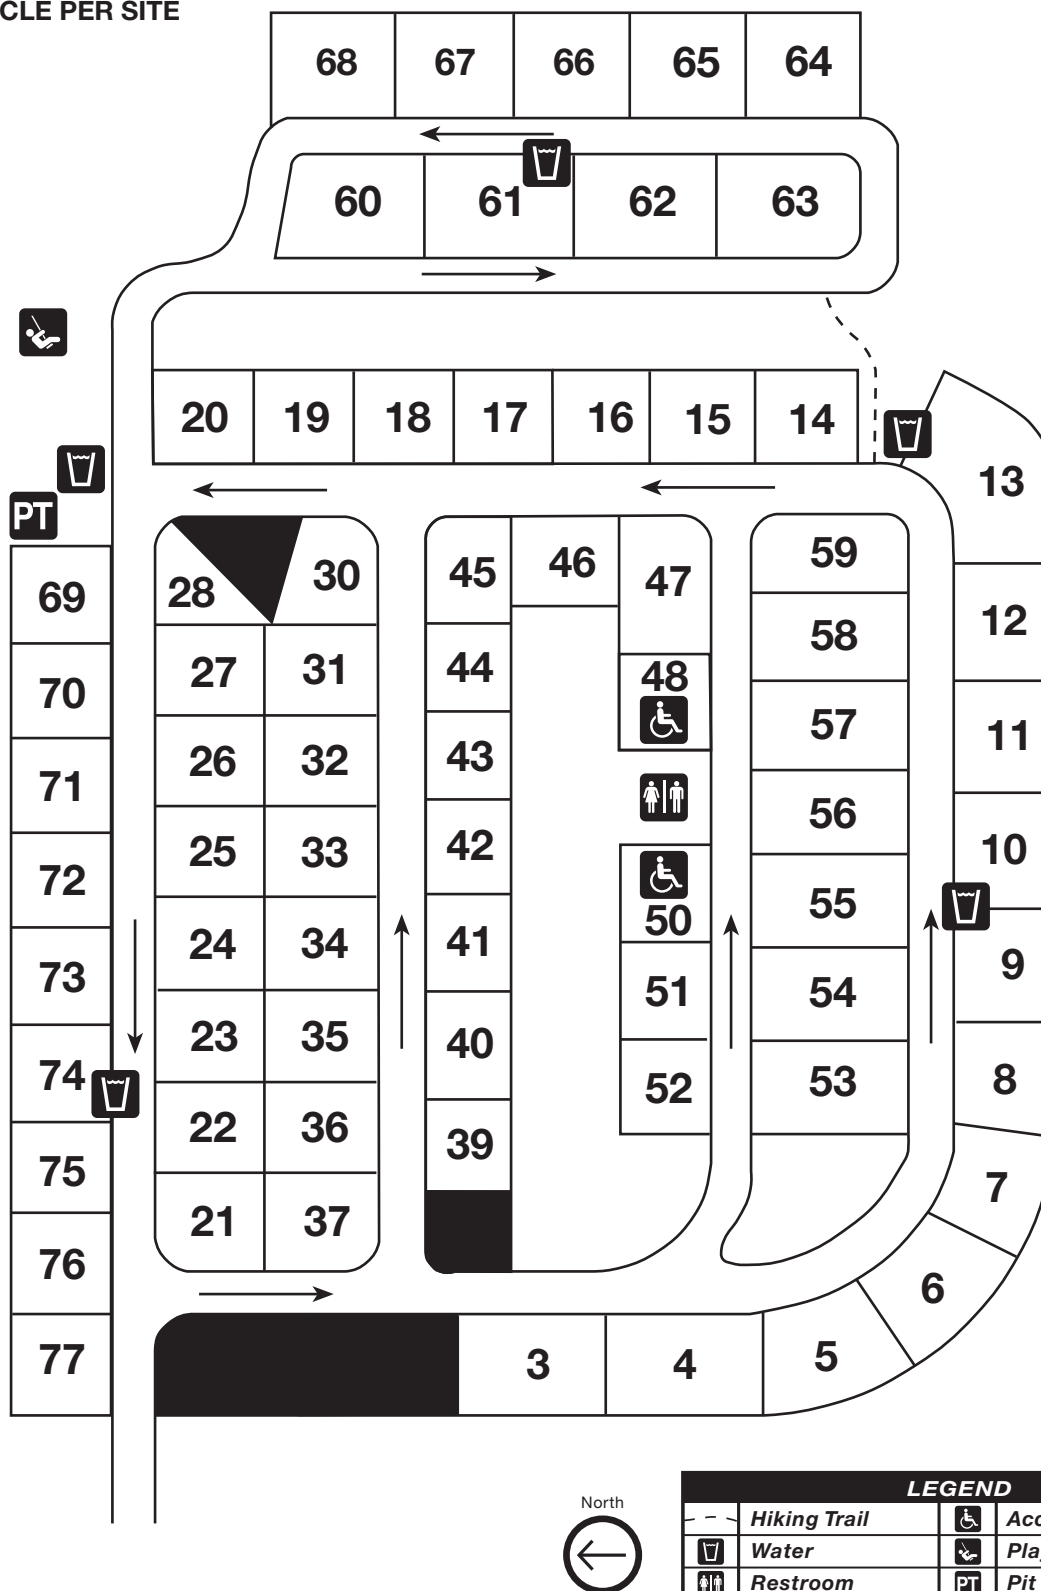 CLE PER SITE
68 67 66 65 64
60 61 62 63
20 19 18 17 16 15 14
13
PT
69 28 30 45 46 47 59 12
70 27 31 44 48 58
71 26 32 43 57 11
72 25 33 42 56 10
73 24 34 41 50 55 9
74 23 35 40 51 54 8
75 22 36 39 52 53 7
76 21 37 6
77 3 4 5
North
LEGEND
Hiking Trail
Water
Restroom
PT Pit